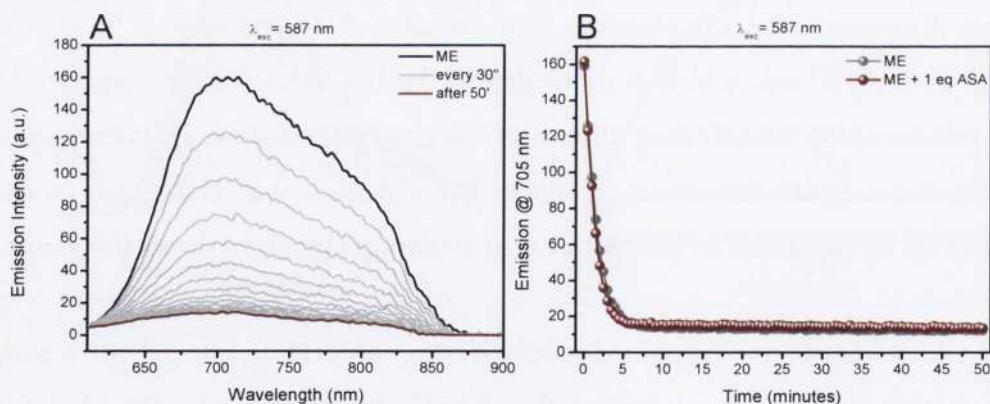 A
λexc= 587 nm
ME
every 30"
after 50'
Emission Intensity (a.u.)
180
160
140
120
100
80
60
40
20
0
650
700
750
800
850
900
Wavelength (nm)
B
λexc= 587 nm
ME
ME + 1 eq ASA
Emission @ 705 nm
160
140
120
100
80
60
40
20
0
0
5
10
15
20
25
30
35
40
45
50
Time (minutes)